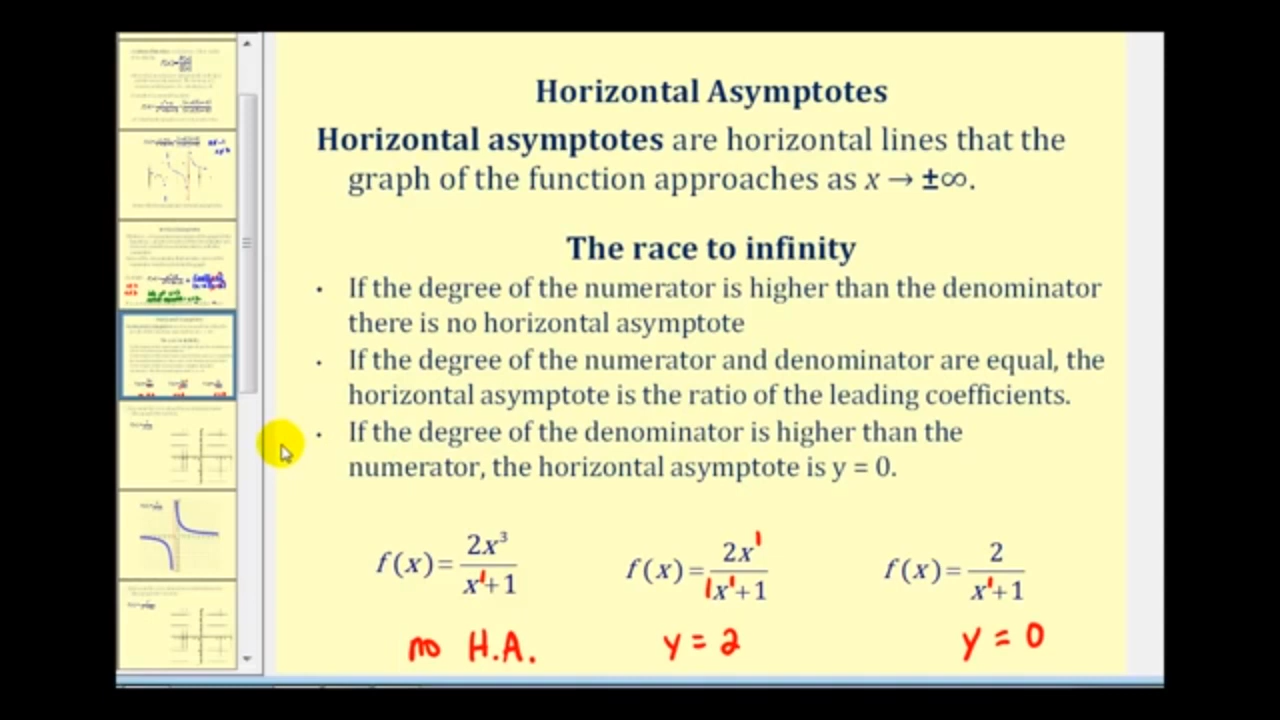 Horizontal Asymptotes
Horizontal asymptotes are horizontal lines that the
graph of the function approaches as x → ±∞.
The race to infinity
• If the degree of the numerator is higher than the denominator
there is no horizontal asymptote
• If the degree of the numerator and denominator are equal, the
horizontal asymptote is the ratio of the leading coefficients.
• If the degree of the denominator is higher than the
numerator, the horizontal asymptote is y = 0.
f(x) = 2x³ / x¹+1
f(x) = 2x¹ / 1x¹+1
f(x) = 2 / x¹+1
no H.A.
y = 2
y = 0